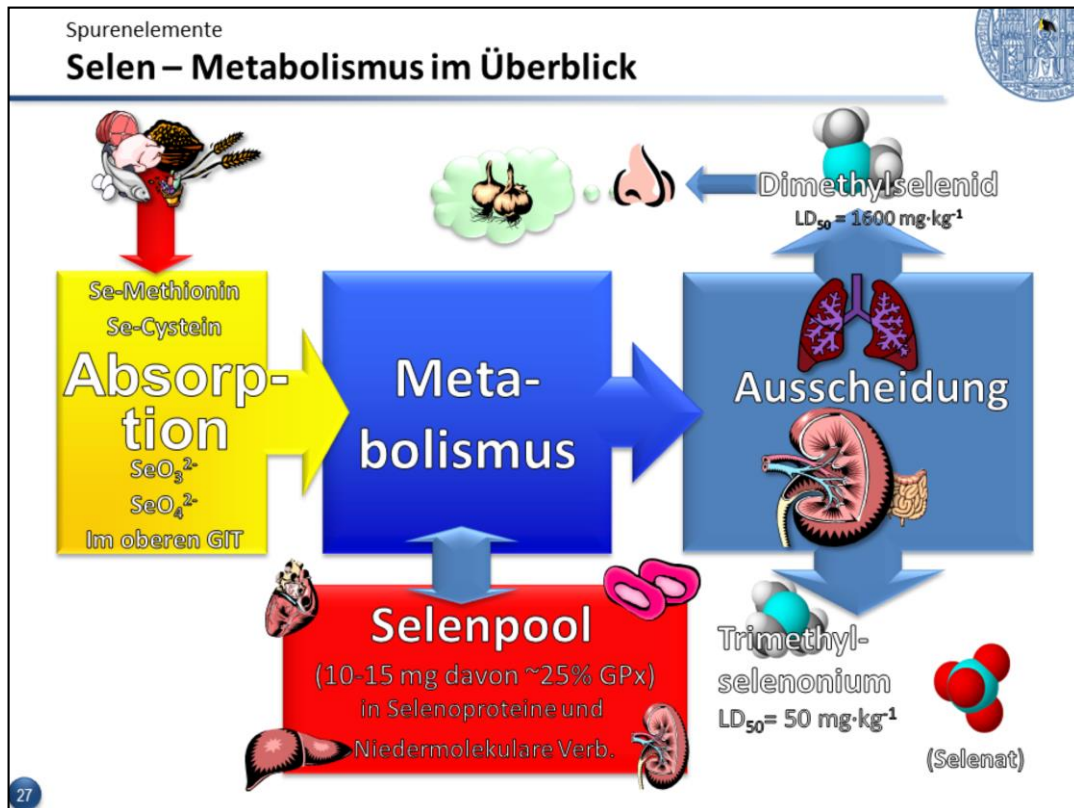 Spurenelemente
Selen – Metabolismus im Überblick
Dimethylselenid
LD₅₀ = 1600 mg·kg⁻¹
Se-Methionin
Se-Cystein
Absorp-
tion
SeO₃²⁻
SeO₄²⁻
Im oberen GIT
Meta-
bolismus
Ausscheidung
Selenpool
(10-15 mg davon ~25% GPx)
in Selenoproteine und
Niedermolekulare Verb.
Trimethyl-
selenonium
LD₅₀= 50 mg·kg⁻¹
(Selenat)
27